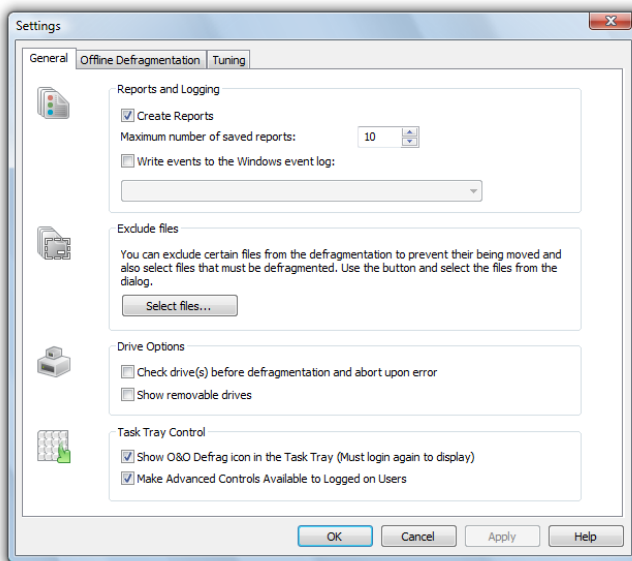 Settings
General Offline Defragmentation Tuning
Reports and Logging
Create Reports
Maximum number of saved reports: 10
Write events to the Windows event log:
Exclude files
You can exclude certain files from the defragmentation to prevent their being moved and
also select files that must be defragmented. Use the button and select the files from the
dialog.
Select files...
Drive Options
Check drive(s) before defragmentation and abort upon error
Show removable drives
Task Tray Control
Show O&O Defrag icon in the Task Tray (Must login again to display)
Make Advanced Controls Available to Logged on Users
OK Cancel Apply Help